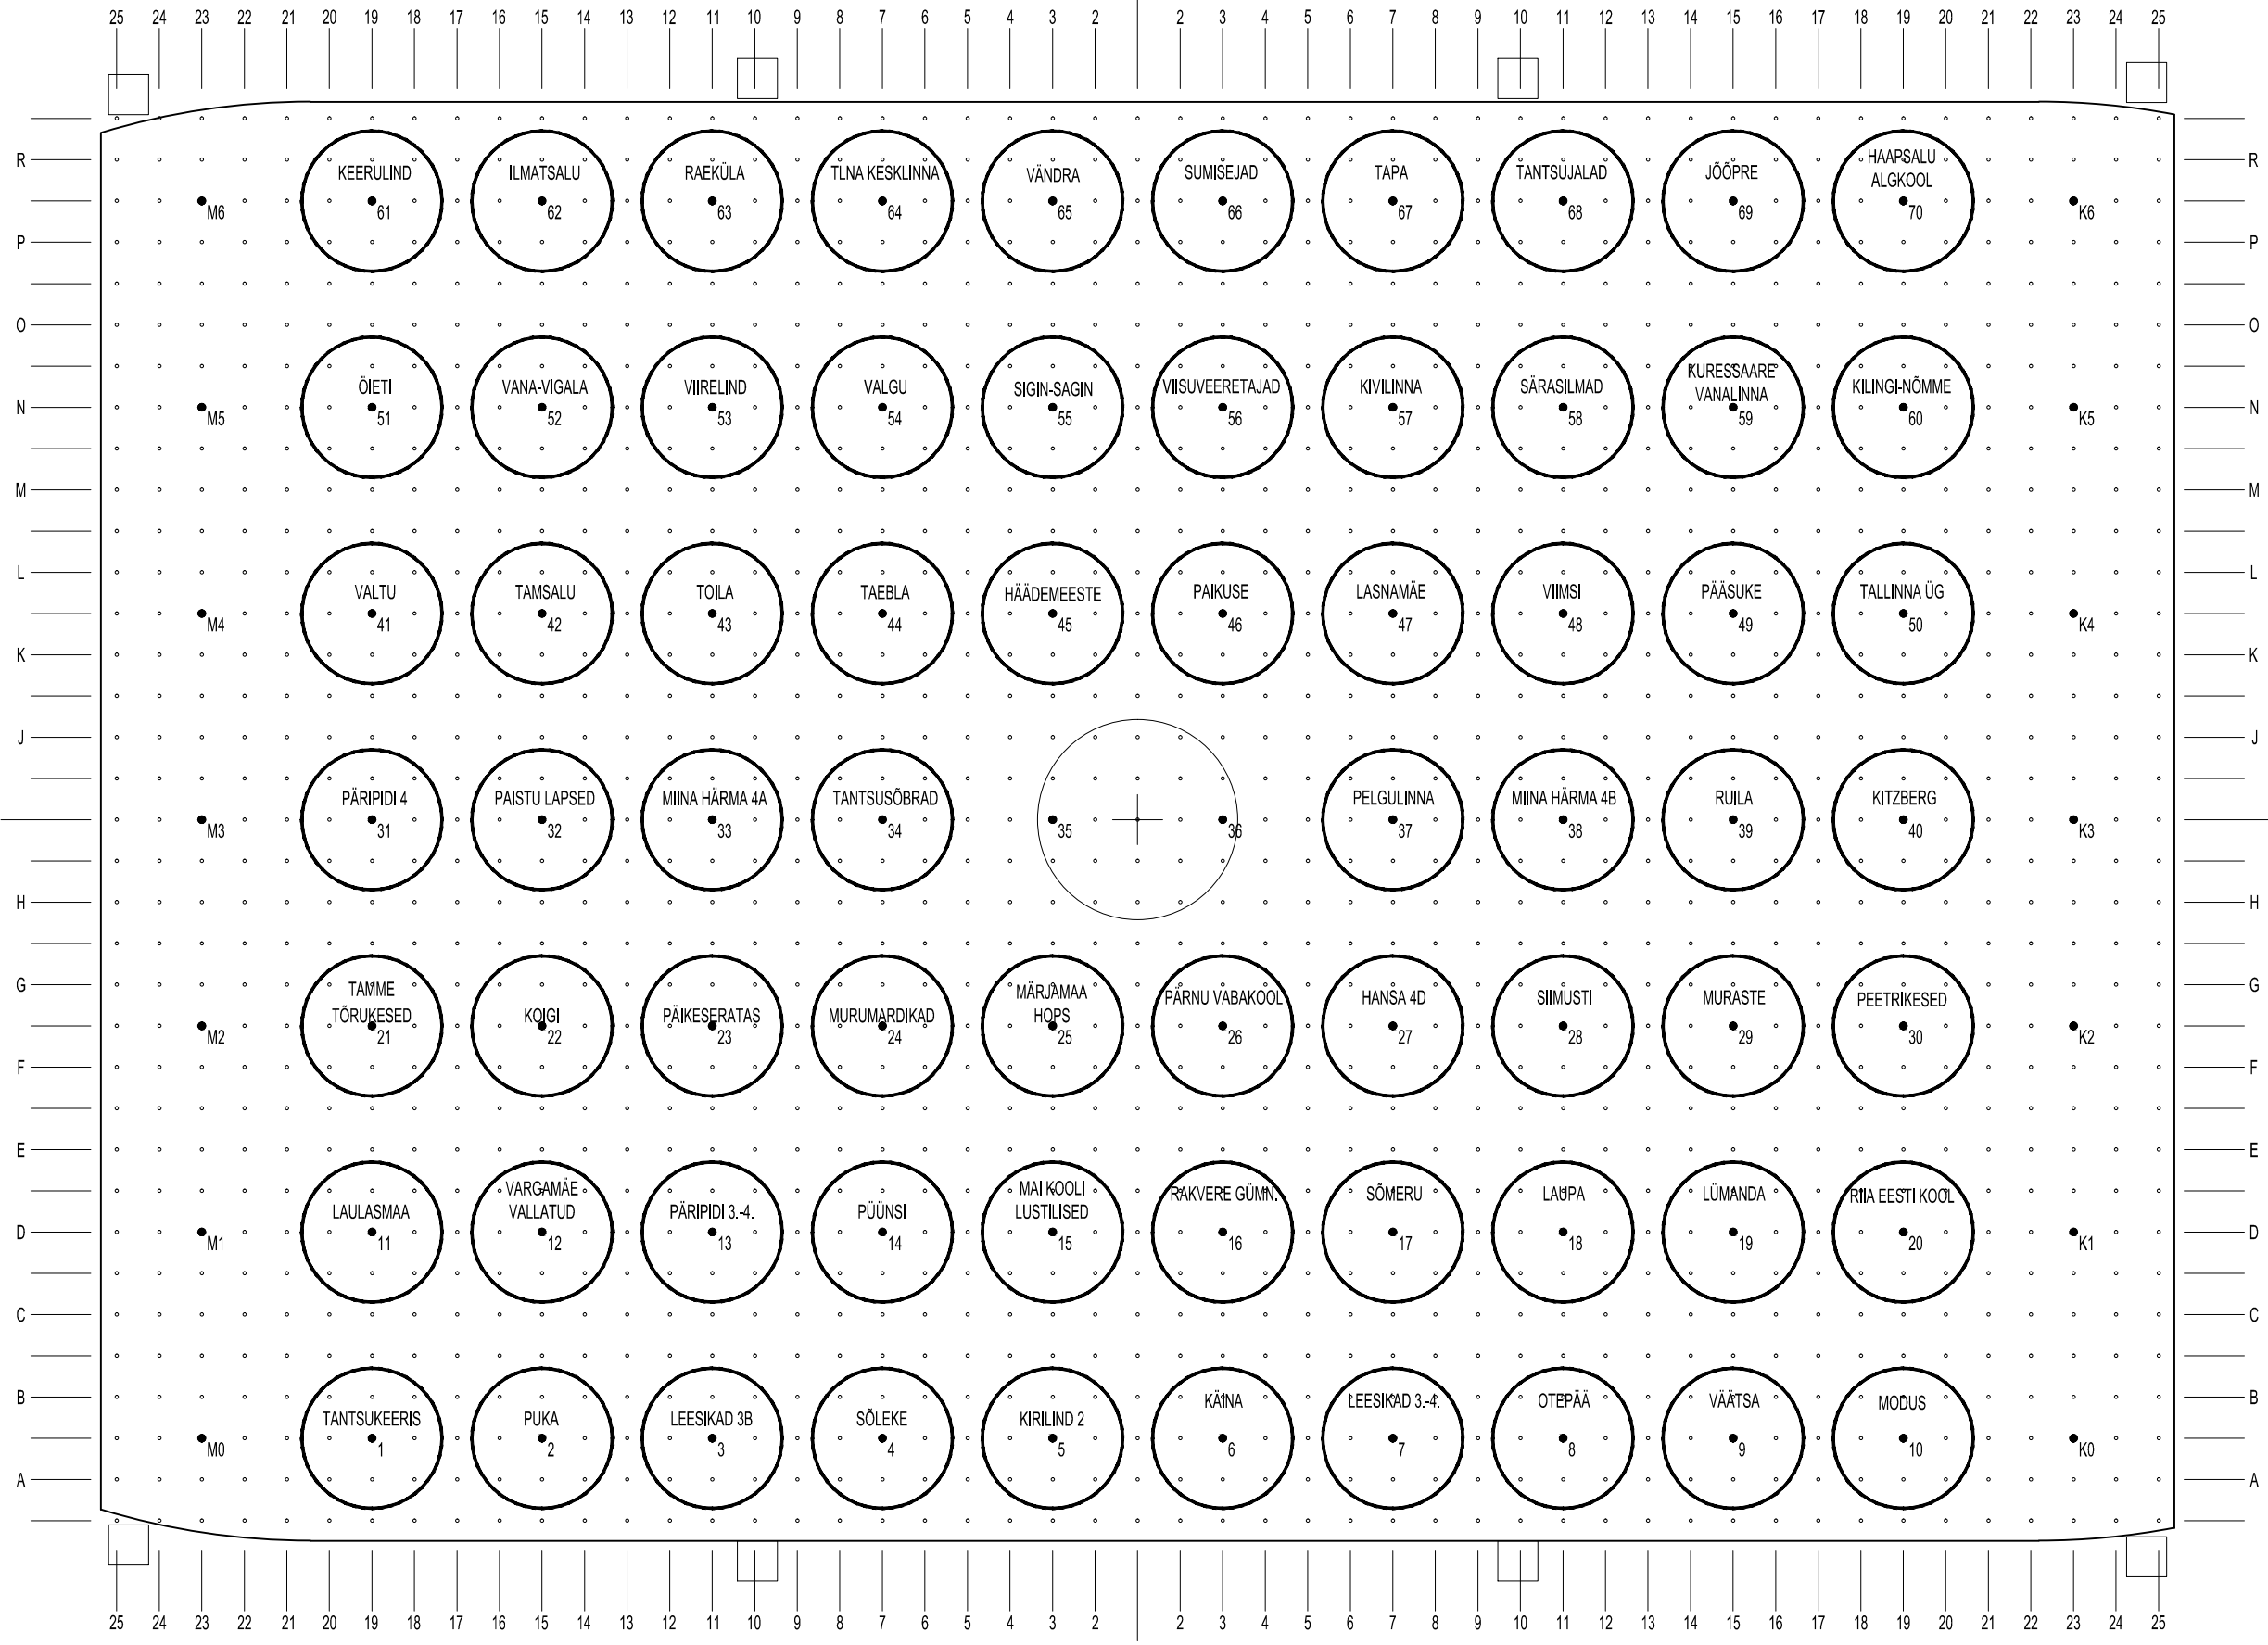 25 24 23 22 21 20 19 18 17 16 15 14 13 12 11 10 9 8 7 6 5 4 3 2 2 3 4 5 6 7 8 9 10 11 12 13 14 15 16 17 18 19 20 21 22 23 24 25
R KEERULIND ILMATSALU RAEKÜLA TLNA KESKLINNA VÄNDRA SUMISEJAD TAPA TANTSUJALAD JÕÕPRE HAAPSALU R
ALGKOOL
M6 61 62 63 64 65 66 67 68 69 70 K6
P P
O O
ÕIETI VANA-VIGALA VIIRELIND VALGU SIGIN-SAGIN VIISUVEERETAJAD KIVILINNA SÄRASILMAD KURESSAARE KILINGI-NÕMME
VANALINNA
N N
M5 51 52 53 54 55 56 57 58 59 60 K5
M M
L L
VALTU TAMSALU TOILA TAEBLA HÄÄDEMEESTE PAIKUSE LASNAMÄE VIIMSI PÄÄSUKE TALLINNA ÜG
M4 41 42 43 44 45 46 47 48 49 50 K4
K K
J J
PÄRIPIDI 4 PAISTU LAPSED MIINA HÄRMA 4A TANTSUSÕBRAD PELGULINNA MIINA HÄRMA 4B RUILA KITZBERG
M3 31 32 33 34 35 36 37 38 39 40 K3
H H
G G
TAMME KOIGI PÄIKESERATAS MURUMARDIKAD MÄRJAMAA PÄRNU VABAKOOL HANSA 4D SIIMUSTI MURASTE PEETRIKESED
TÕRUKESED HOPS
M2 21 22 23 24 25 26 27 28 29 30 K2
F F
E E
LAULASMAA VARGAMÄE PÄRIPIDI 3.-4. PÜÜNSI MAI KOOLI RAKVERE GÜMN. SÕMERU LAUPA LÜMANDA RIIA EESTI KOOL
VALLATUD LUSTILISED
D D
M1 11 12 13 14 15 16 17 18 19 20 K1
C C
B B
TANTSUKEERIS PUKA LEESIKAD 3B SÕLEKE KIRILIND 2 KÄINA LEESIKAD 3.-4. OTEPÄÄ VÄÄTSA MODUS
M0 1 2 3 4 5 6 7 8 9 10 K0
A A
25 24 23 22 21 20 19 18 17 16 15 14 13 12 11 10 9 8 7 6 5 4 3 2 2 3 4 5 6 7 8 9 10 11 12 13 14 15 16 17 18 19 20 21 22 23 24 25